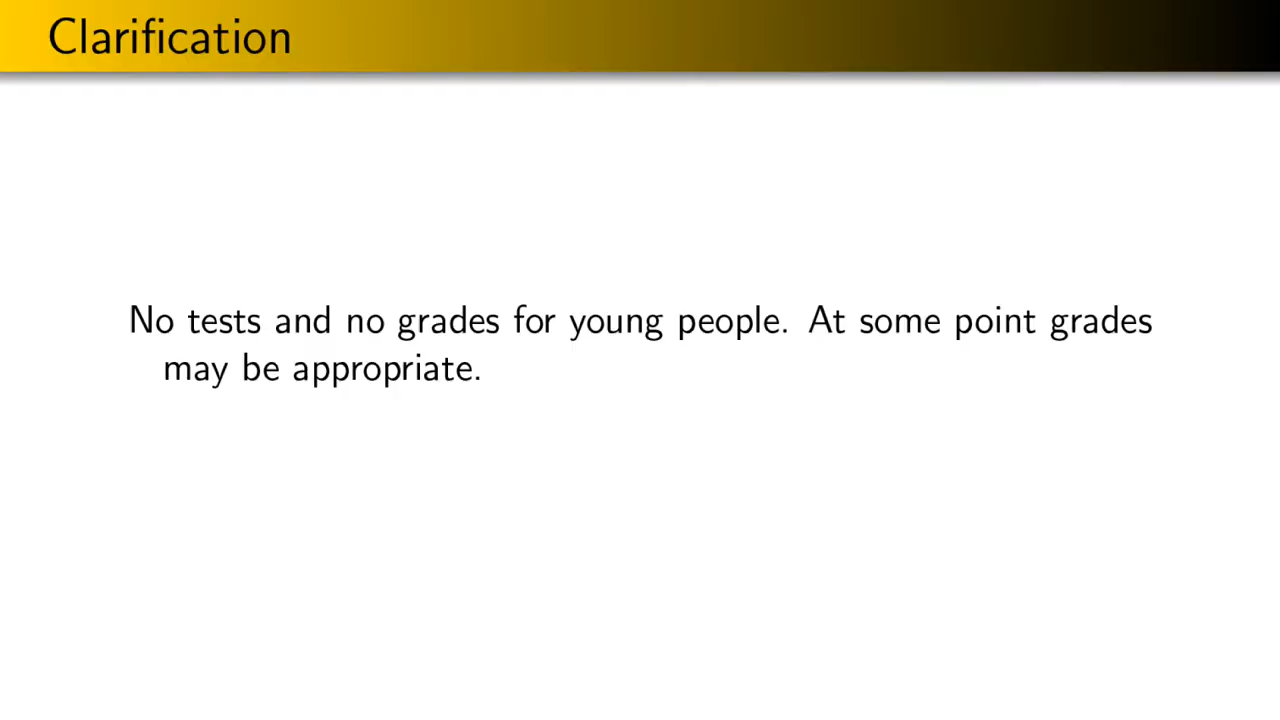 Clarification
No tests and no grades for young people. At some point grades
may be appropriate.